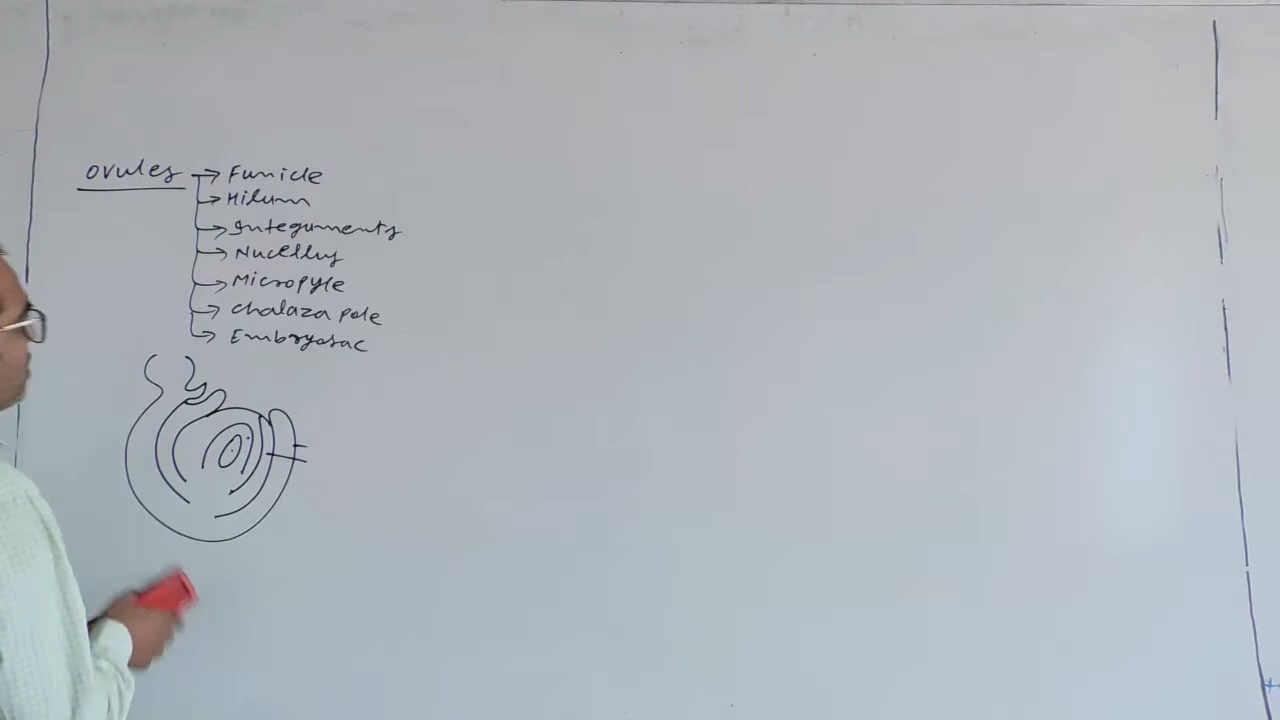 ovules → Funicle
→ Hilum
→ Integuments
→ Nucellus
→ Micropyle
→ chalaza pole
→ Embryosac